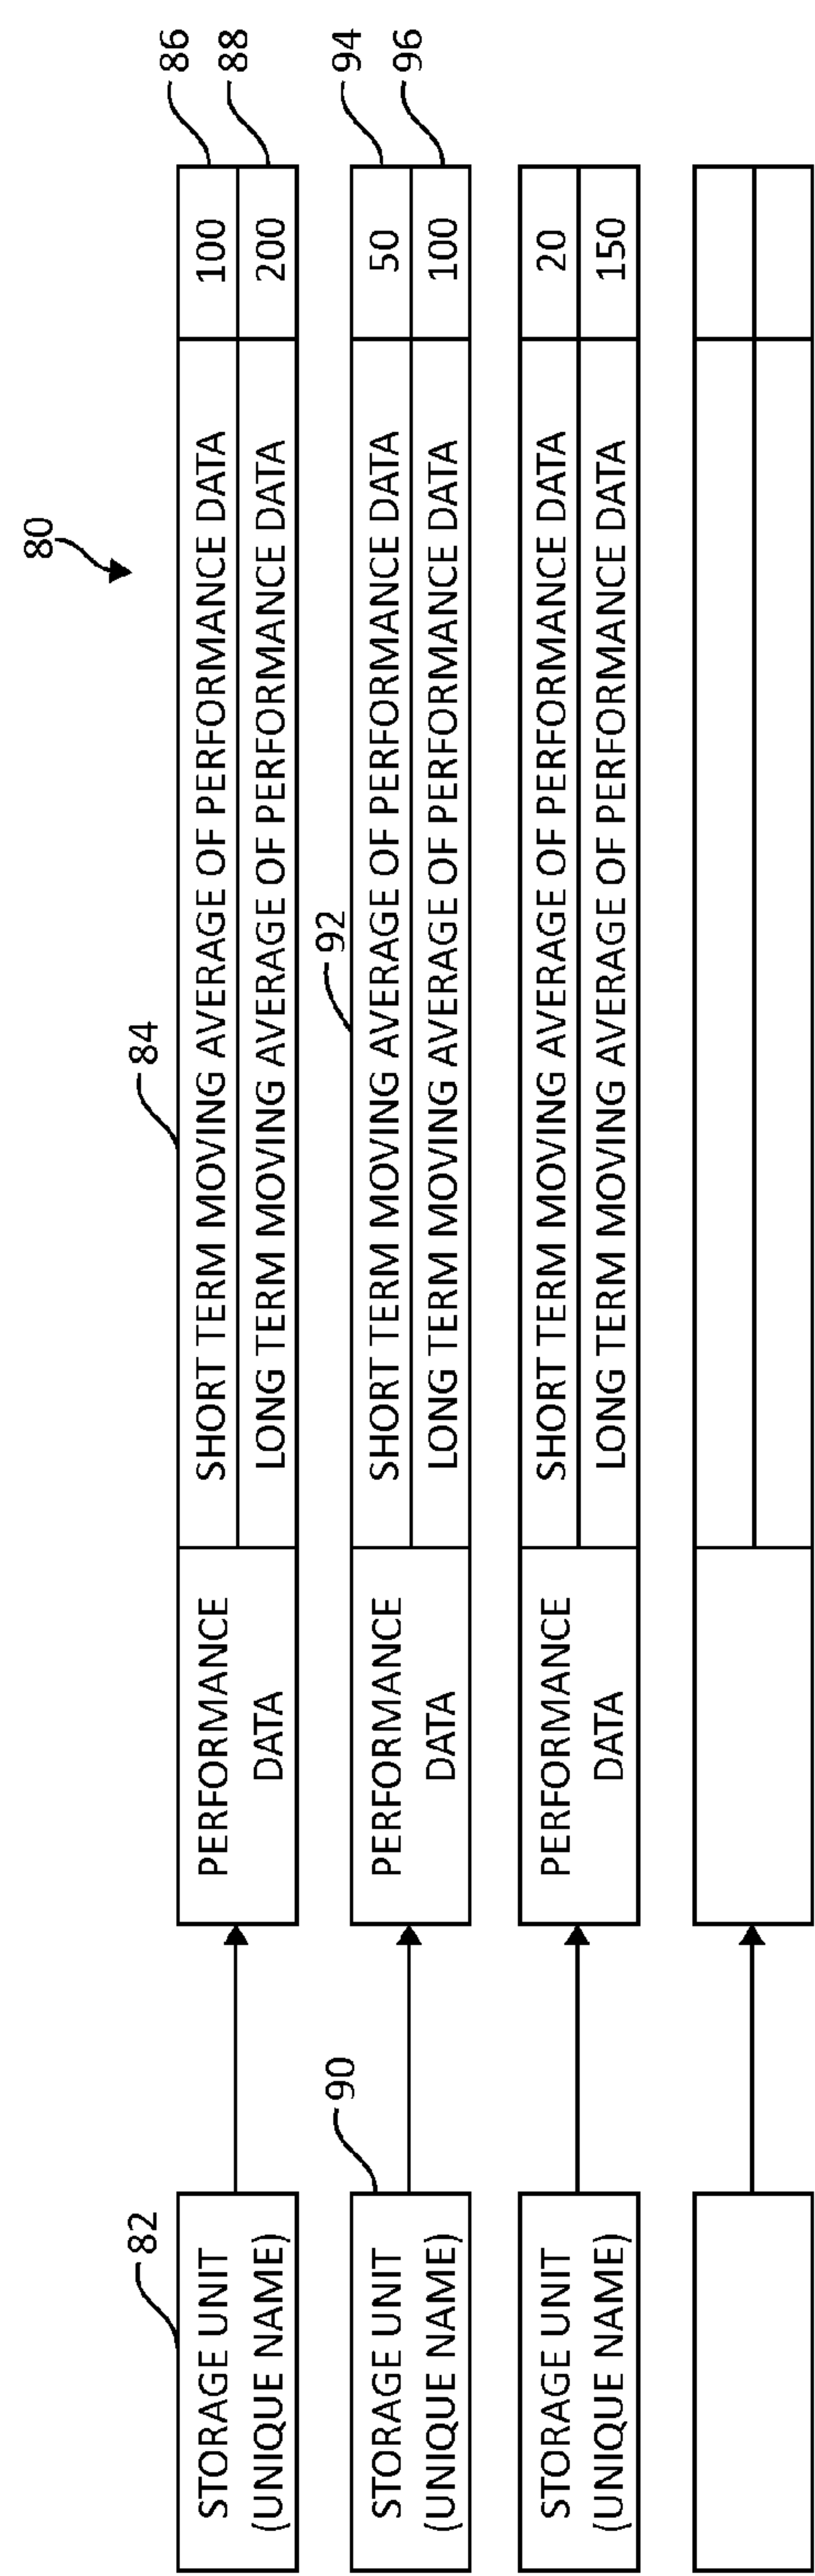 80
82
STORAGE UNIT
(UNIQUE NAME)
PERFORMANCE
DATA
84
SHORT TERM MOVING AVERAGE OF PERFORMANCE DATA
100
86
LONG TERM MOVING AVERAGE OF PERFORMANCE DATA
200
88
90
STORAGE UNIT
(UNIQUE NAME)
PERFORMANCE
DATA
92
SHORT TERM MOVING AVERAGE OF PERFORMANCE DATA
50
94
LONG TERM MOVING AVERAGE OF PERFORMANCE DATA
100
96
STORAGE UNIT
(UNIQUE NAME)
PERFORMANCE
DATA
SHORT TERM MOVING AVERAGE OF PERFORMANCE DATA
20
LONG TERM MOVING AVERAGE OF PERFORMANCE DATA
150